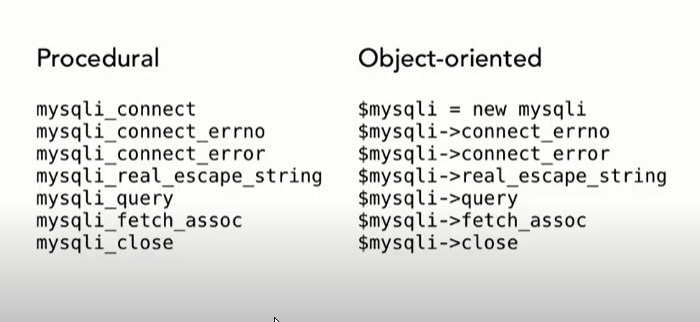 Procedural
mysqli_connect
mysqli_connect_errno
mysqli_connect_error
mysqli_real_escape_string
mysqli_query
mysqli_fetch_assoc
mysqli_close
Object-oriented
$mysqli = new mysqli
$mysqli->connect_errno
$mysqli->connect_error
$mysqli->real_escape_string
$mysqli->query
$mysqli->fetch_assoc
$mysqli->close